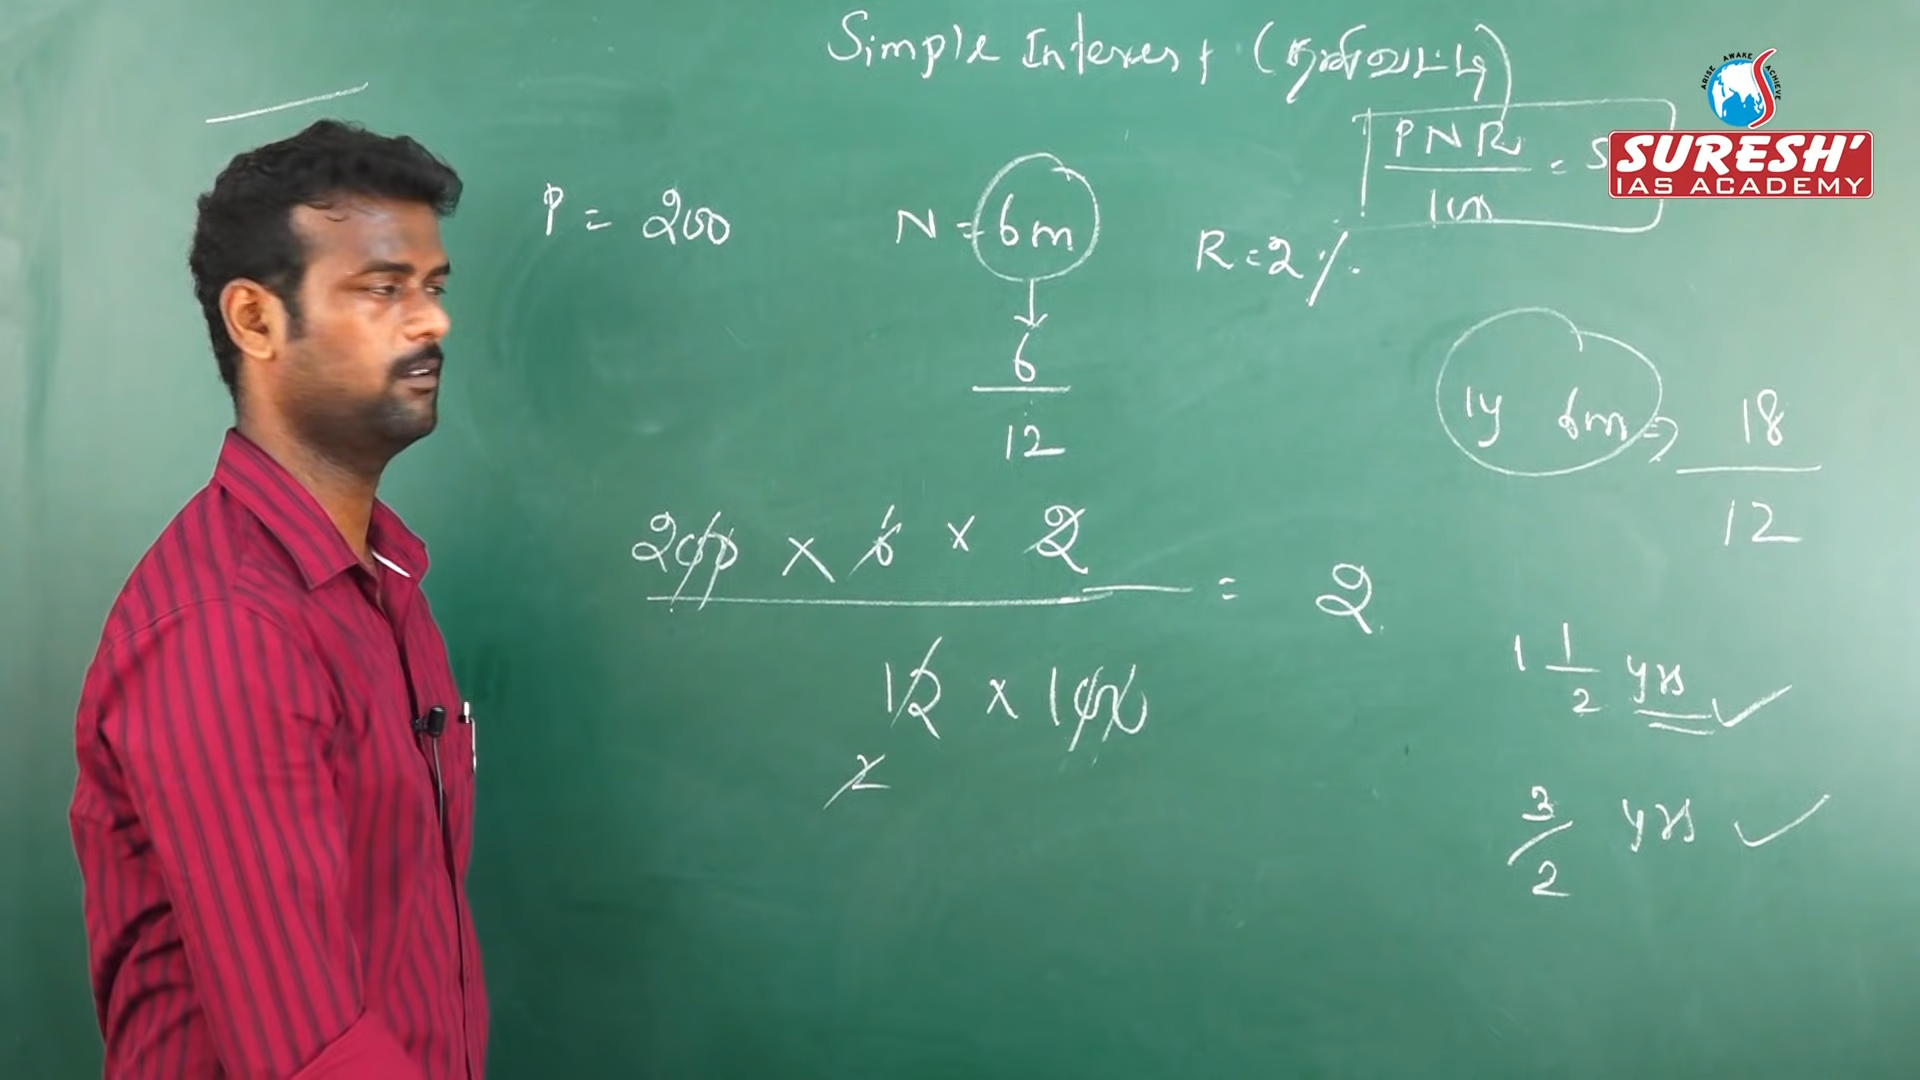 Simple Interest (தனிவட்டி)
PNR
100
= S
ARISE AWAKE ACHIEVE
SURESH'
IAS ACADEMY
P = 200
N = 6m
R = 2%.
6
12
1y 6m => 18
12
200 x 6 x 2
= 2
12 x 100
2
1 1/2 yrs ✓
3/2 yrs ✓